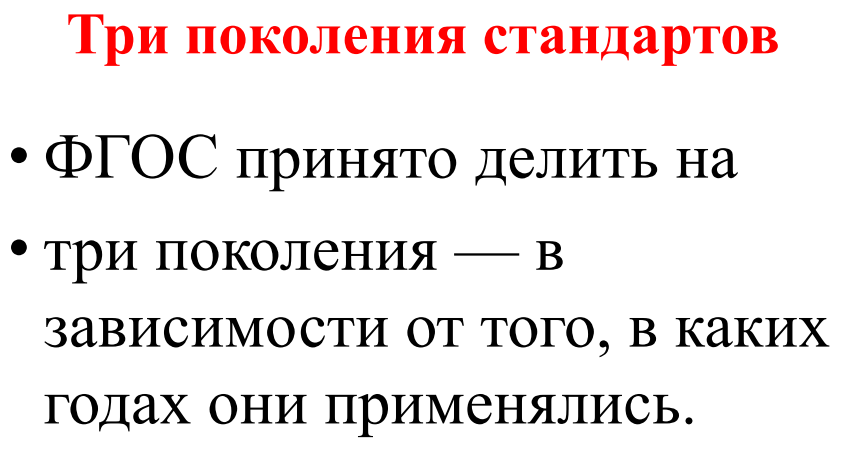 Три поколения стандартов
• ФГОС принято делить на
• три поколения — в
зависимости от того, в каких
годах они применялись.